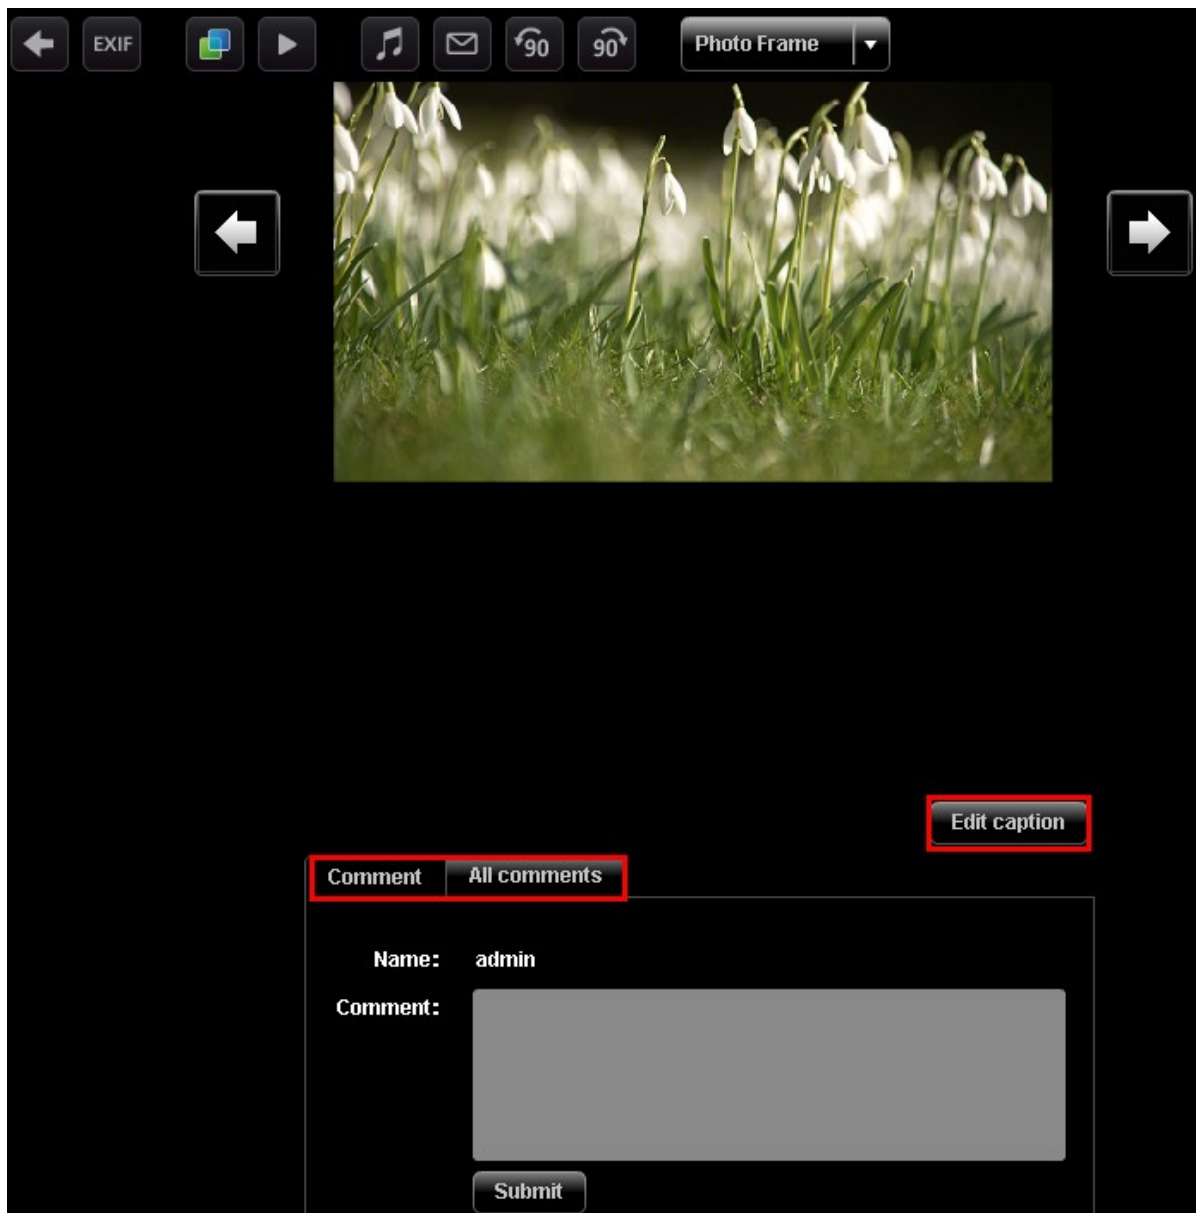 EXIF
90
90
Photo Frame
Edit caption
Comment
All comments
Name: admin
Comment:
Submit